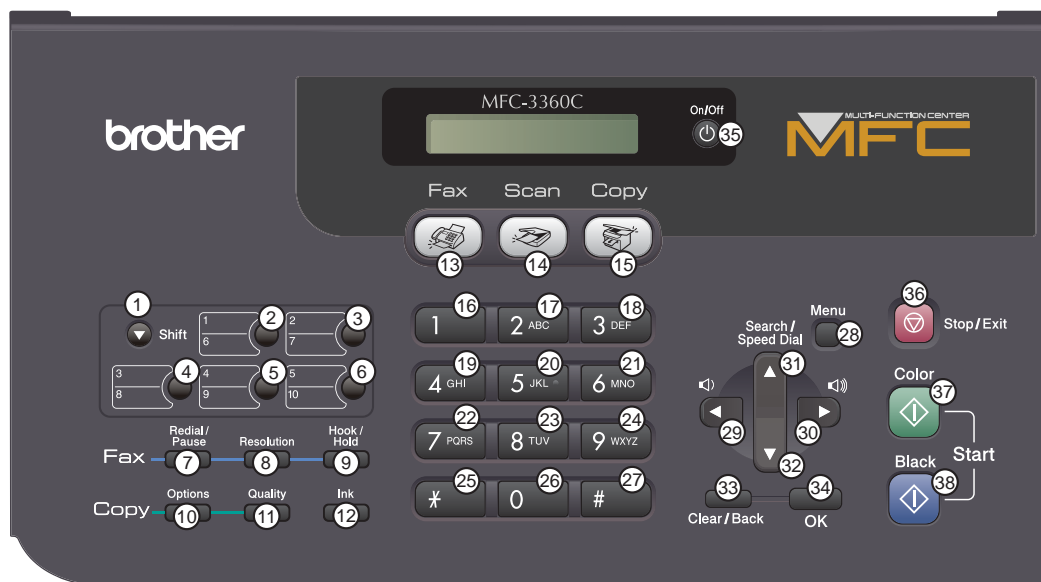 MFC-3360C
On/Off
35
brother
MULTI-FUNCTION CENTER
MFC
Fax Scan Copy
13 14 15
1 Shift
1 6 2
2 7 3
3 8 4
4 9 5
5 10 6
Redial / Pause
7
Resolution
8
Hook / Hold
9
Fax
Copy
Options
10
Quality
11
Ink
12
1 16
2 ABC 17
3 DEF 18
4 GHI 19
5 JKL 20
6 MNO 21
7 PQRS 22
8 TUV 23
9 WXYZ 24
* 25
0 26
# 27
Menu
28
Search /
Speed Dial
31
29
30
32
33
Clear / Back
34
OK
36
Stop / Exit
Color
37
Black
38
Start